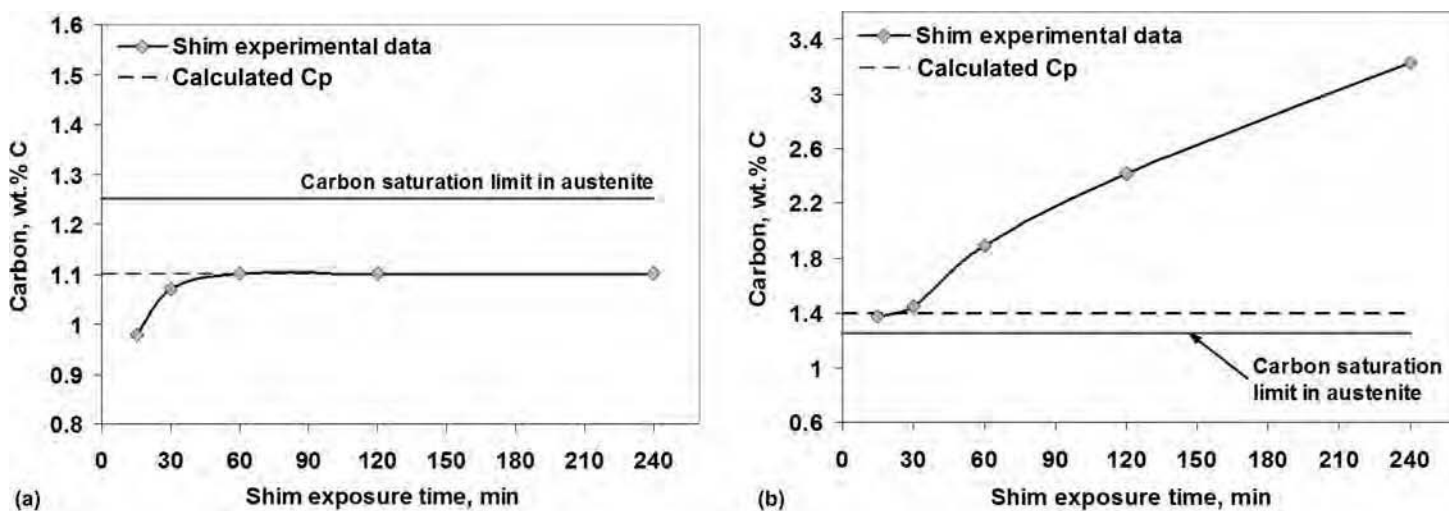 1.6
1.5
1.4
1.3
1.2
1.1
1
0.9
0.8
Carbon, wt.% C
Shim experimental data
Calculated Cp
Carbon saturation limit in austenite
0 30 60 90 120 150 180 210 240
Shim exposure time, min
(a)
3.4
3
2.6
2.2
1.8
1.4
1
0.6
Carbon, wt.% C
Shim experimental data
Calculated Cp
Carbon saturation
limit in austenite
0 30 60 90 120 150 180 210 240
Shim exposure time, min
(b)